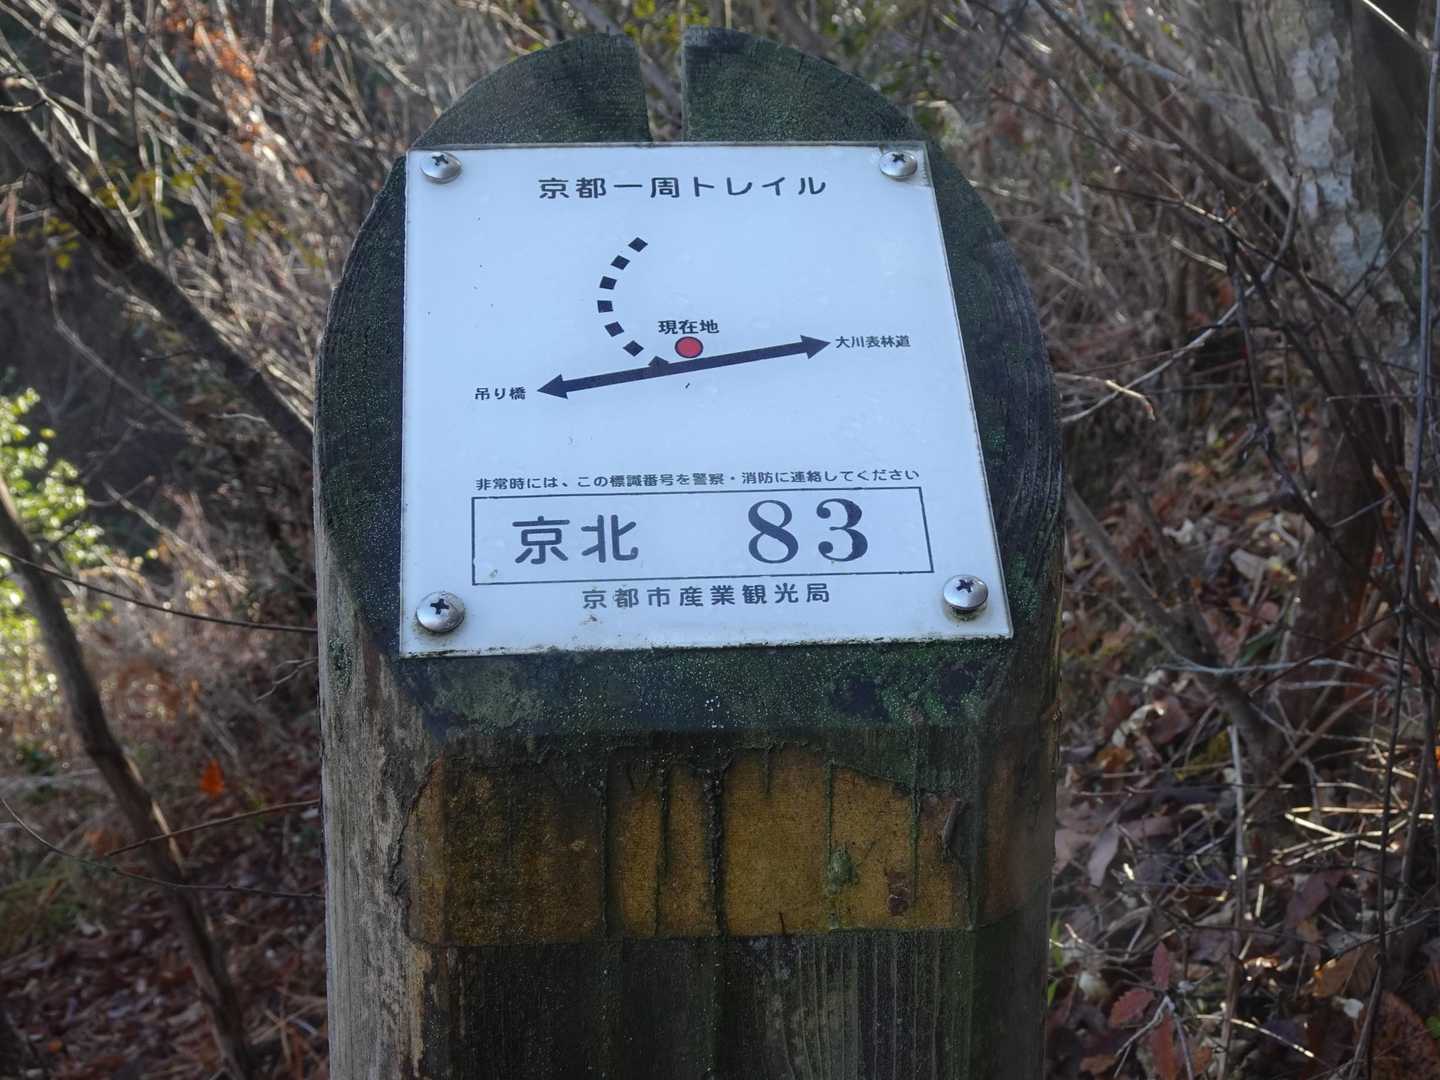 京都一周トレイル
現在地
大川表林道
吊り橋
非常時には、この標識番号を警察・消防に連絡してください
京北 83
京都市産業観光局